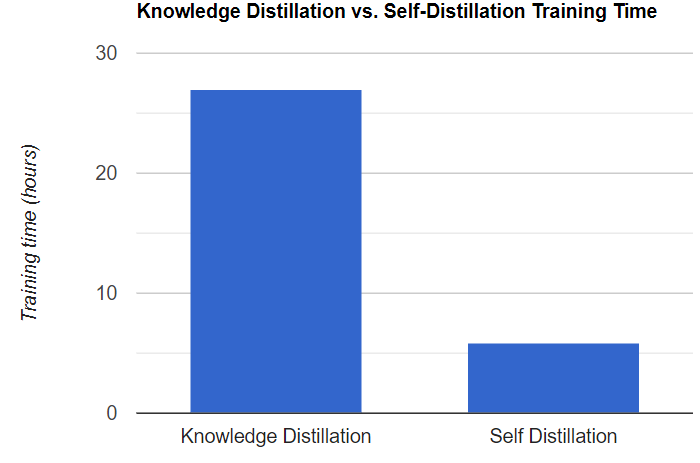 Knowledge Distillation vs. Self-Distillation Training Time
30
20
10
0
Training time (hours)
Knowledge Distillation
Self Distillation